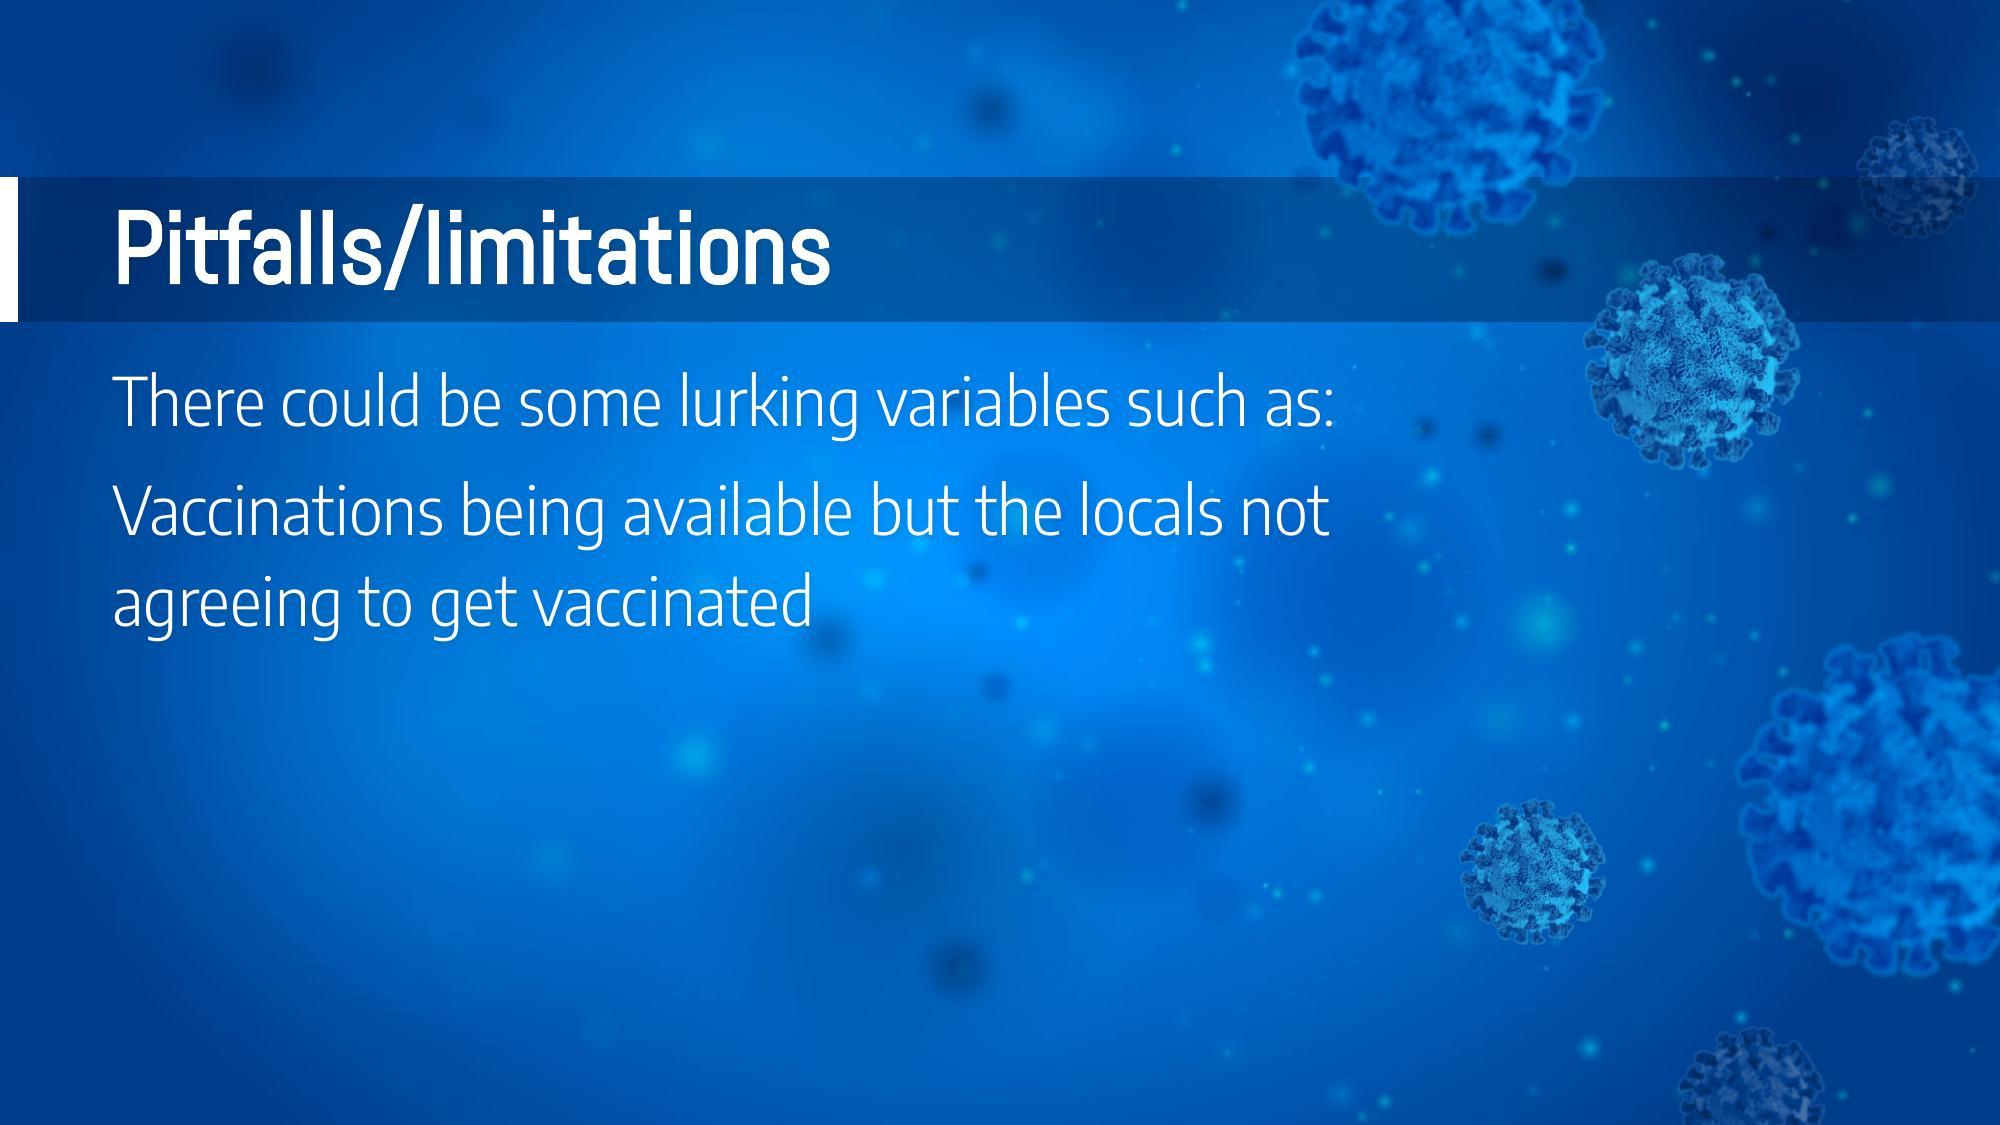 Pitfalls/limitations
There could be some lurking variables such as:
Vaccinations being available but the locals not
agreeing to get vaccinated